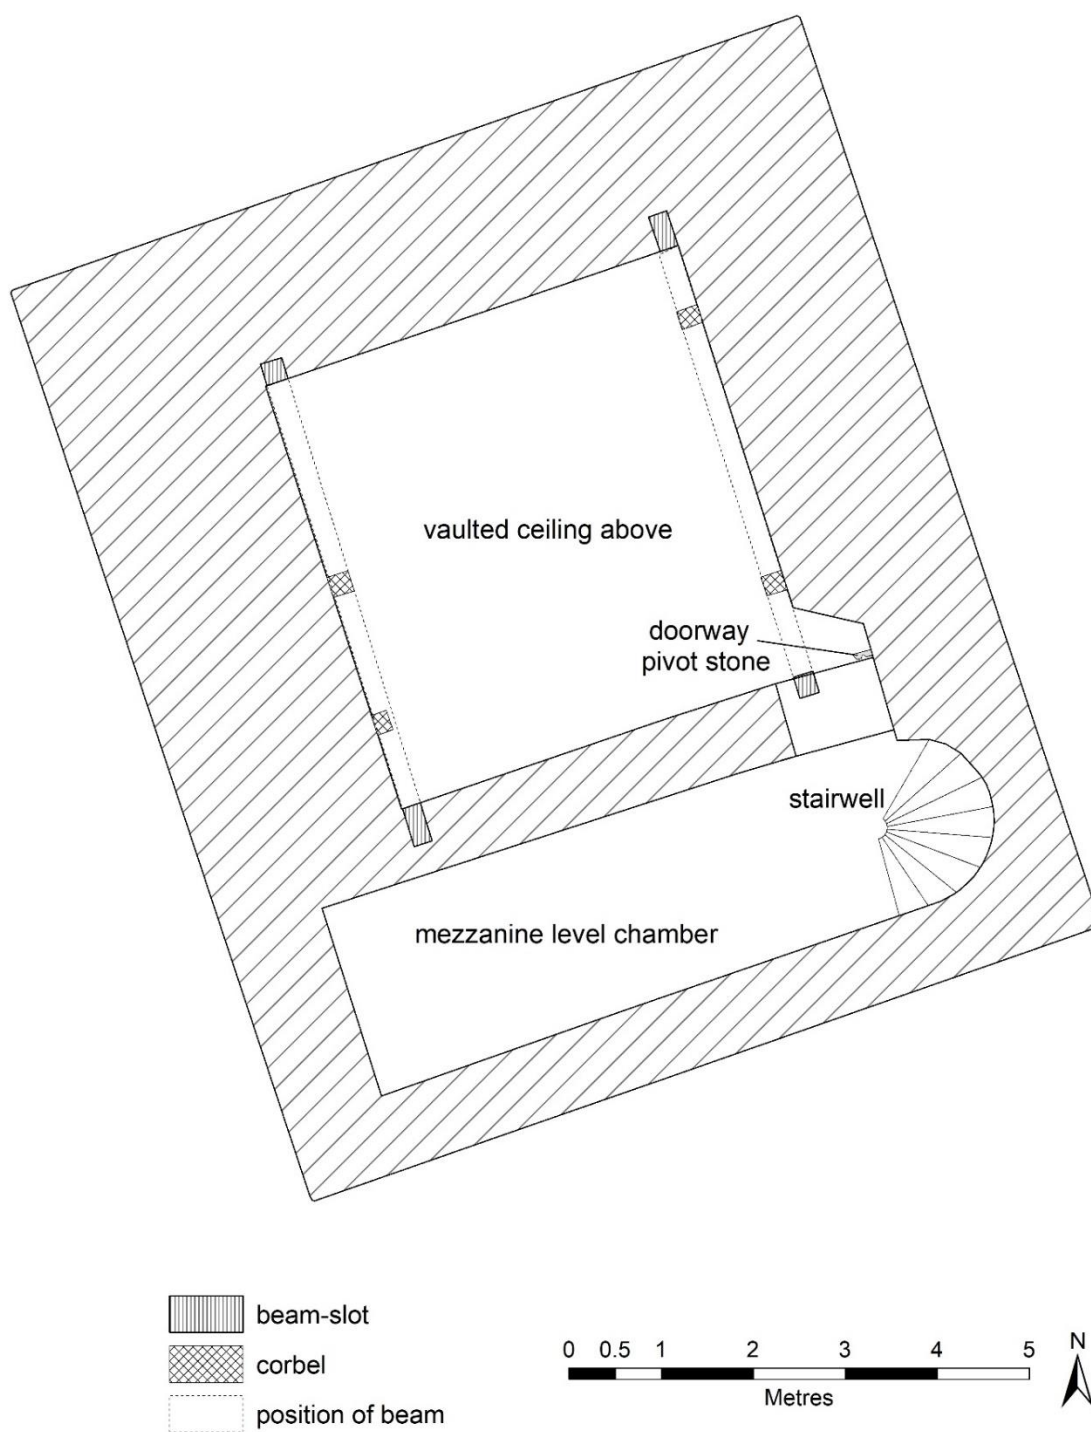 vaulted ceiling above
doorway
pivot stone
stairwell
mezzanine level chamber
beam-slot
corbel
position of beam
0 0.5 1 2 3 4 5
Metres
N